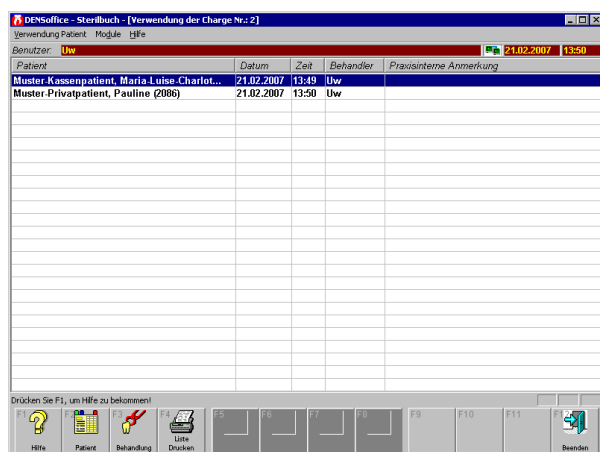 DENSoffice - Sterilbuch - [Verwendung der Charge Nr.: 2]
Verwendung Patient Module Hilfe
Benutzer: Uw 21.02.2007 13:50
Patient Datum Zeit Behandler Praxisinterne Anmerkung
Muster-Kassenpatient, Maria-Luise-Charlot... 21.02.2007 13:49 Uw
Muster-Privatpatient, Pauline (2086) 21.02.2007 13:50 Uw
Drücken Sie F1, um Hilfe zu bekommen!
F1 F2 F3 F4 F5 F6 F7 F8 F9 F10 F11
Hilfe Patient Behandlung Liste Drucken Beenden